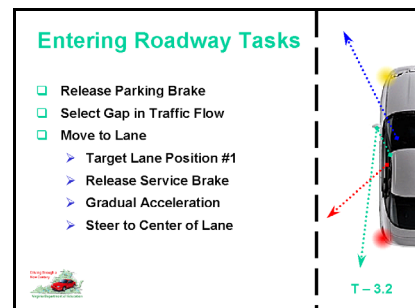 Entering Roadway Tasks
Release Parking Brake
Select Gap in Traffic Flow
Move to Lane
Target Lane Position #1
Release Service Brake
Gradual Acceleration
Steer to Center of Lane
T – 3.2